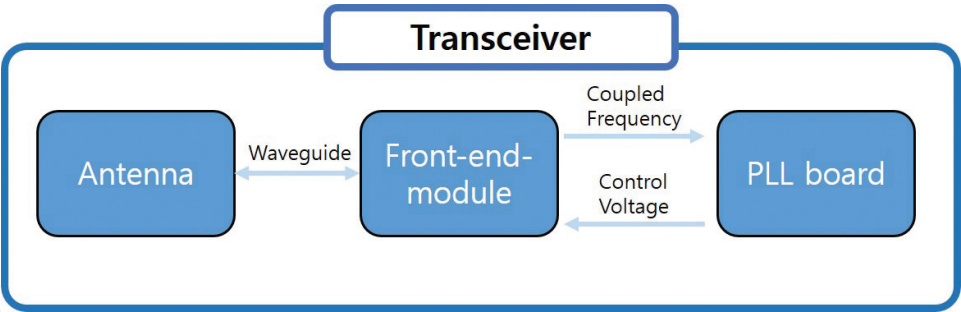 Transceiver
Antenna
Waveguide
Front-end-
module
Coupled
Frequency
Control
Voltage
PLL board